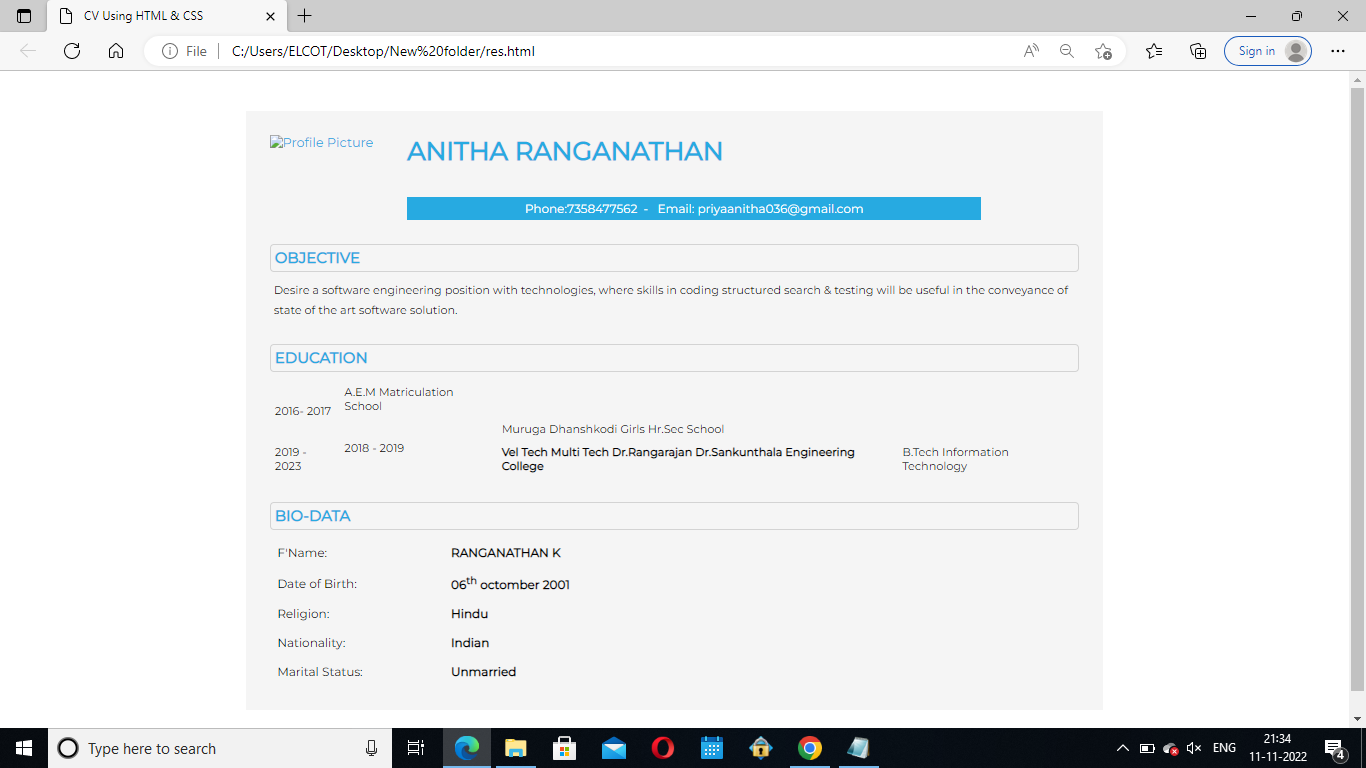 CV Using HTML & CSS
File
C:/Users/ELCOT/Desktop/New%20folder/res.html
Sign in
Profile Picture
ANITHA RANGANATHAN
Phone:7358477562 - Email: priyaanitha036@gmail.com
OBJECTIVE
Desire a software engineering position with technologies, where skills in coding structured search & testing will be useful in the conveyance of
state of the art software solution.
EDUCATION
A.E.M Matriculation
School
2016- 2017
Muruga Dhanshkodi Girls Hr.Sec School
2018 - 2019
2019 -
2023
Vel Tech Multi Tech Dr.Rangarajan Dr.Sankunthala Engineering
College
B.Tech Information
Technology
BIO-DATA
F'Name: RANGANATHAN K
Date of Birth: 06th octomber 2001
Religion: Hindu
Nationality: Indian
Marital Status: Unmarried
Type here to search
ENG
21:34
11-11-2022
4